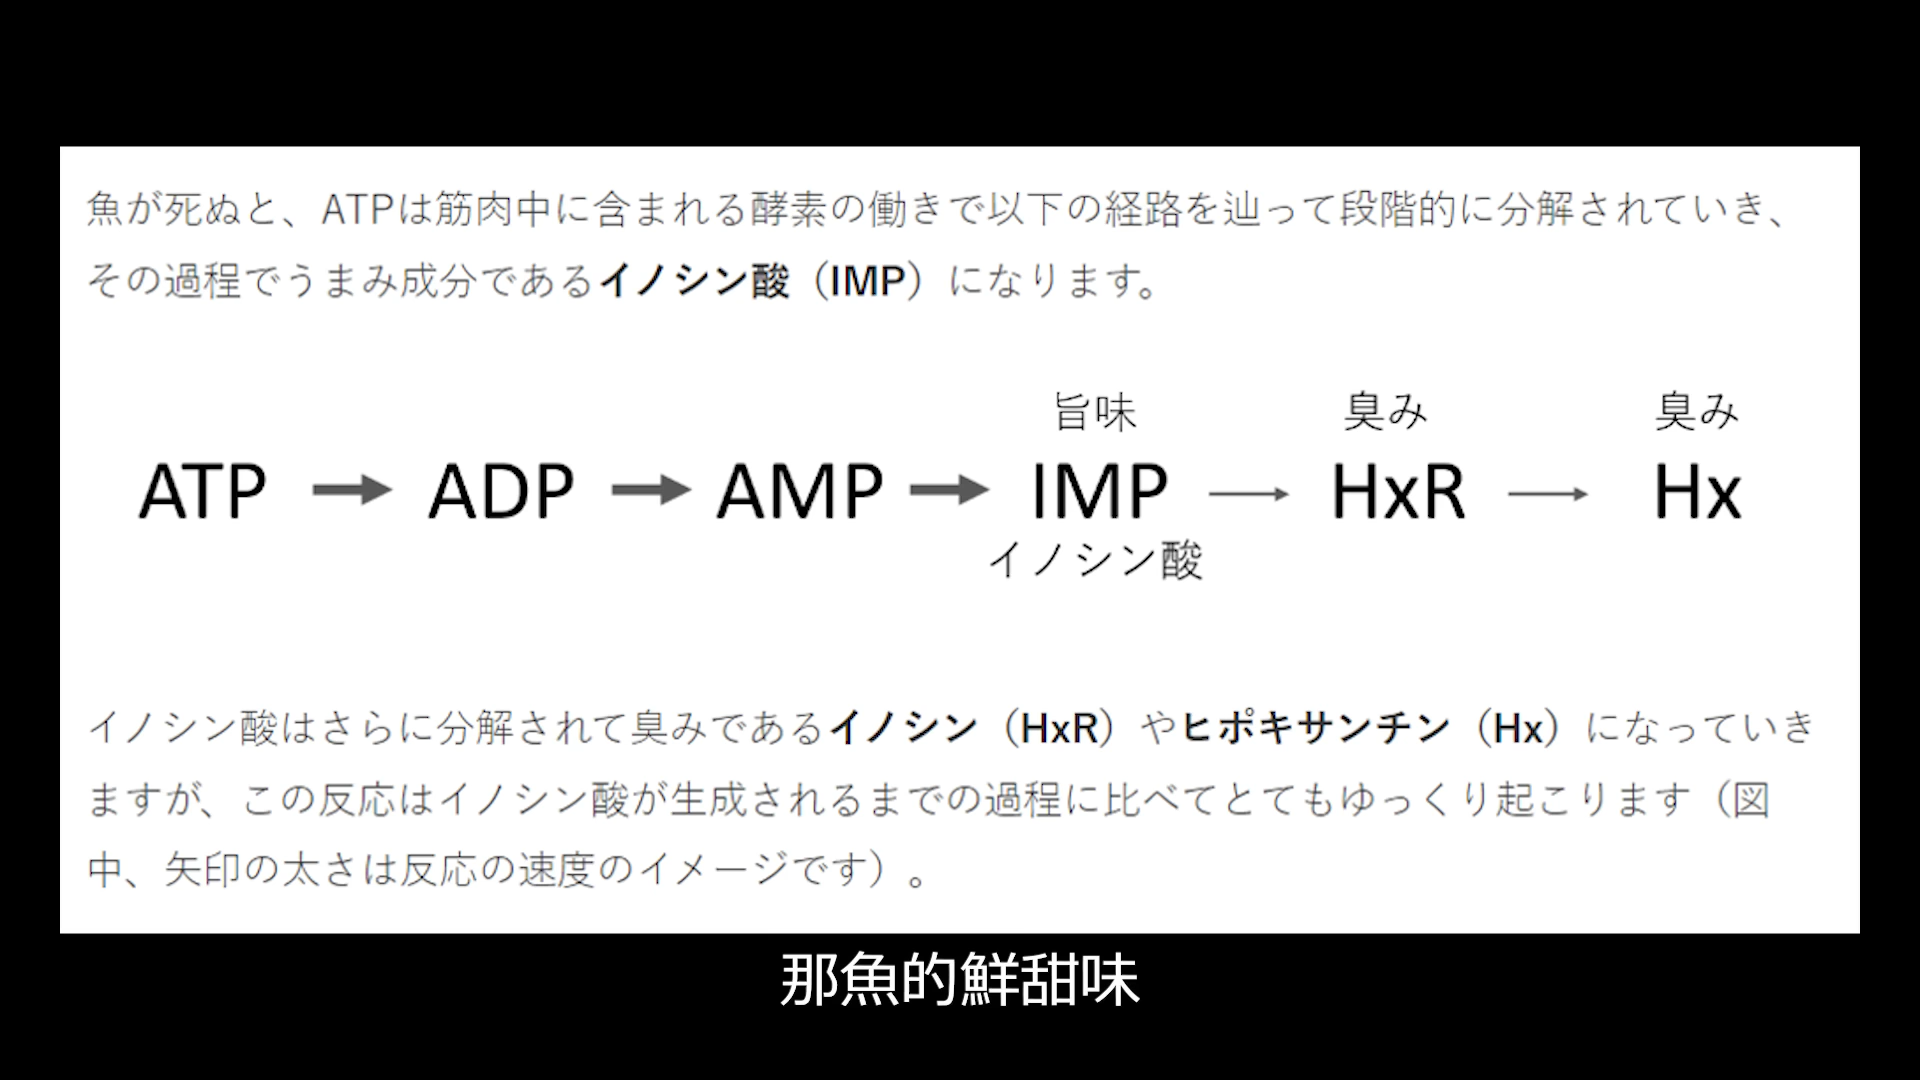 魚が死ぬと、ATPは筋肉中に含まれる酵素の働きで以下の経路を辿って段階的に分解されていき、
その過程でうまみ成分であるイノシン酸（IMP）になります。
旨味 臭み 臭み
ATP → ADP → AMP → IMP → HxR → Hx
イノシン酸
イノシン酸はさらに分解されて臭みであるイノシン（HxR）やヒポキサンチン（Hx）になっていき
ますが、この反応はイノシン酸が生成されるまでの過程に比べてとてもゆっくり起こります（図
中、矢印の太さは反応の速度のイメージです）。
那魚的鮮甜味